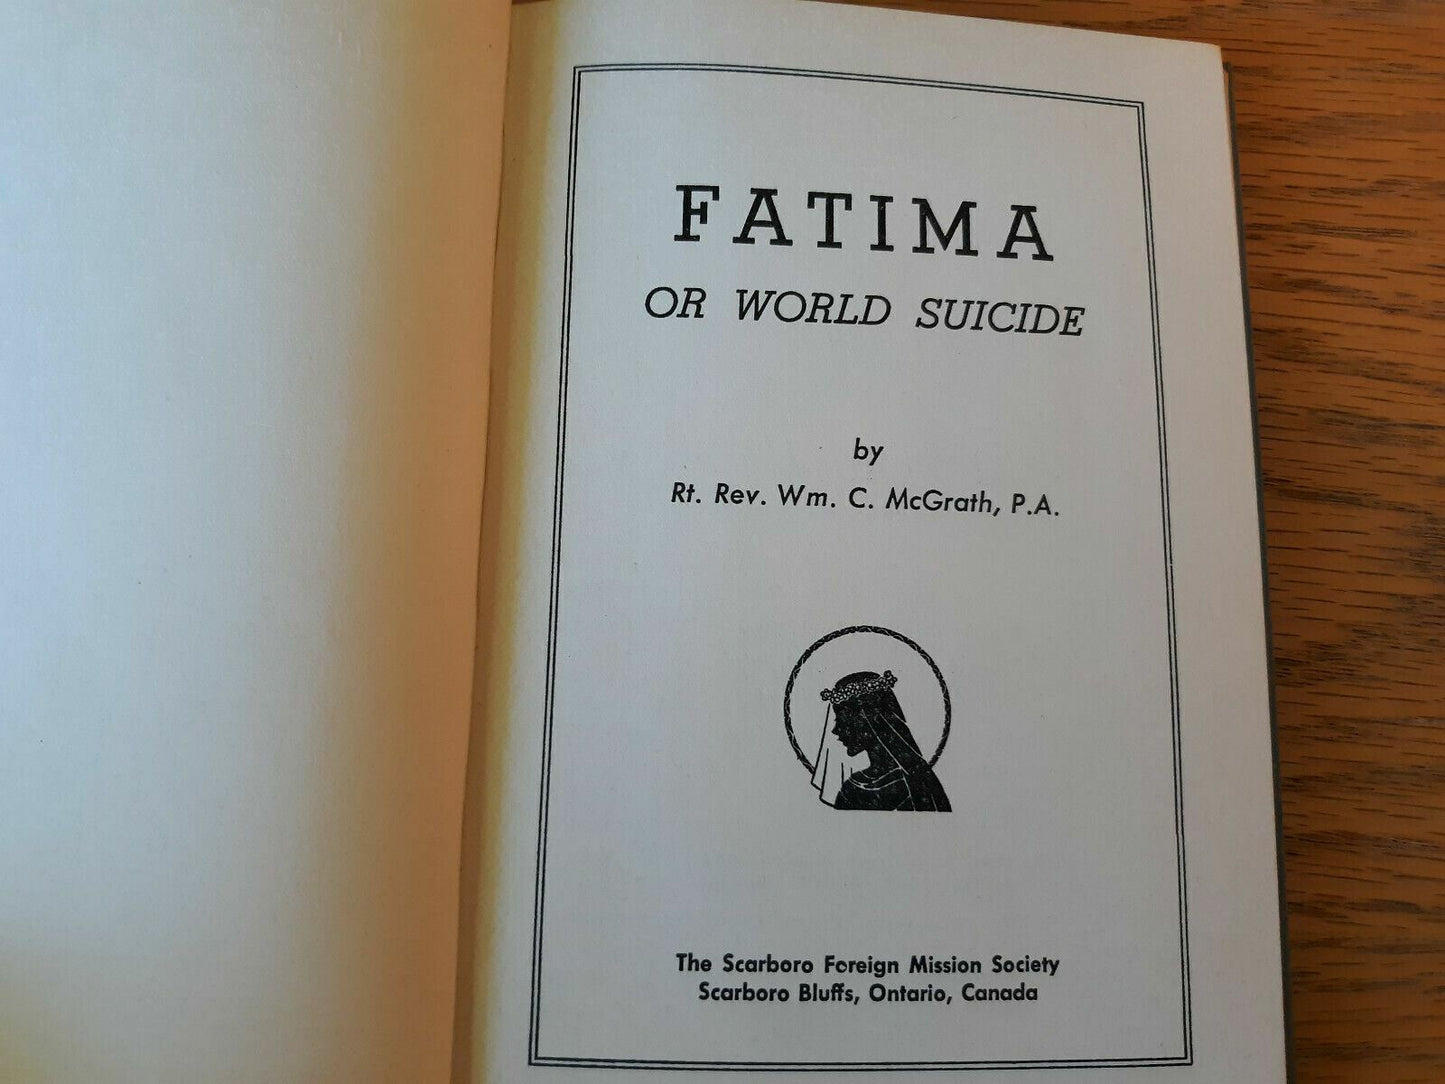 FATIMA
OR WORLD SUICIDE
by
Rt. Rev. Wm. C. McGrath, P.A.
The Scarboro Foreign Mission Society
Scarboro Bluffs, Ontario, Canada